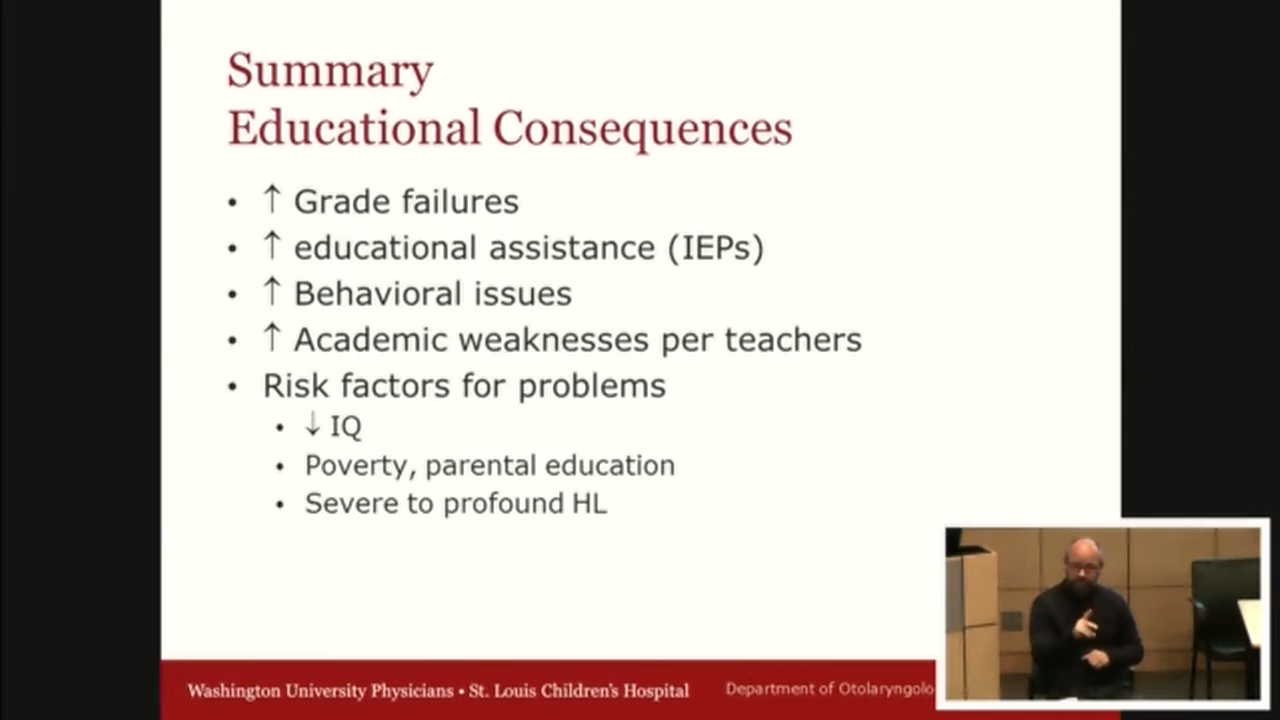 Summary
Educational Consequences
• ↑ Grade failures
• ↑ educational assistance (IEPs)
• ↑ Behavioral issues
• ↑ Academic weaknesses per teachers
• Risk factors for problems
• ↓ IQ
• Poverty, parental education
• Severe to profound HL
Washington University Physicians • St. Louis Children's Hospital
Department of Otolaryngolo